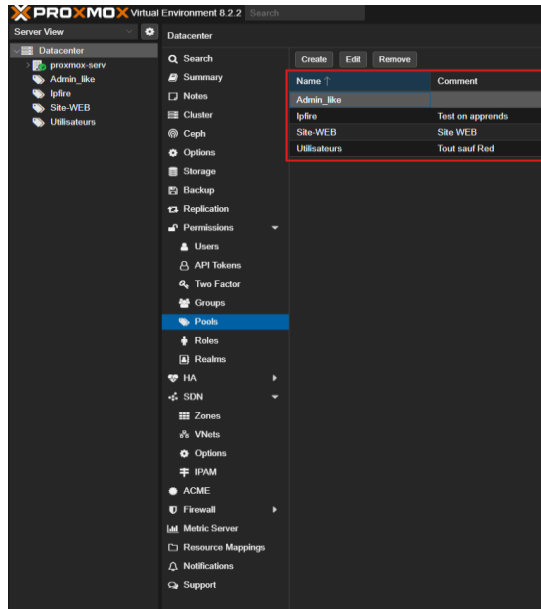 PROXMOX Virtual Environment 8.2.2 Search
Server View
Datacenter
proxmox-serv
Admin_like
Ipfire
Site-WEB
Utilisateurs
Datacenter
Search
Summary
Notes
Cluster
Ceph
Options
Storage
Backup
Replication
Permissions
Users
API Tokens
Two Factor
Groups
Pools
Roles
Realms
HA
SDN
Zones
VNets
Options
IPAM
ACME
Firewall
Metric Server
Resource Mappings
Notifications
Support
Create Edit Remove
Name ↑ Comment
Admin_like
Ipfire Test on apprends
Site-WEB Site WEB
Utilisateurs Tout sauf Red